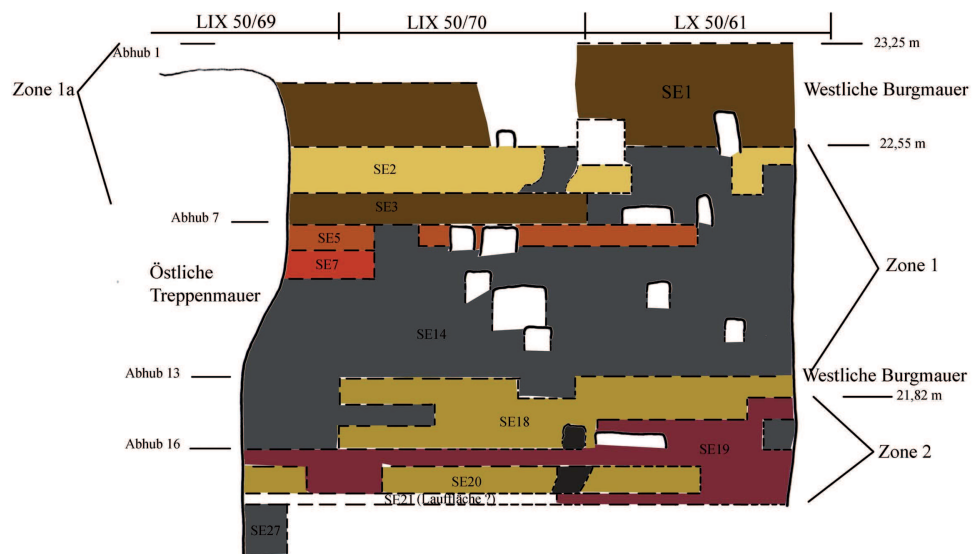 LIX 50/69 LIX 50/70 LX 50/61
Abhub 1
23,25 m
Zone 1a
SE1
Westliche Burgmauer
22,55 m
SE2
SE3
Abhub 7
SE5
SE7
Östliche
Treppenmauer
Zone 1
SE14
Abhub 13
Westliche Burgmauer
21,82 m
SE18
Abhub 16
SE19
Zone 2
SE20
SE21 (Lauffläche ?)
SE27